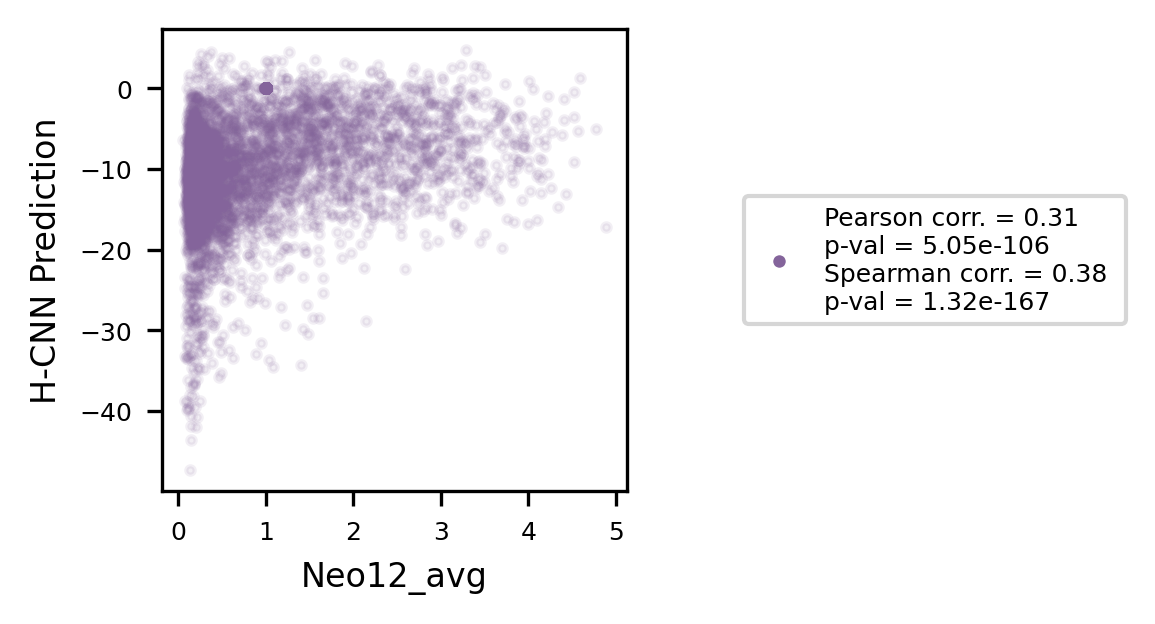 0
−10
−20
−30
−40
H-CNN Prediction
0 1 2 3 4 5
Neo12_avg
Pearson corr. = 0.31
p-val = 5.05e-106
Spearman corr. = 0.38
p-val = 1.32e-167